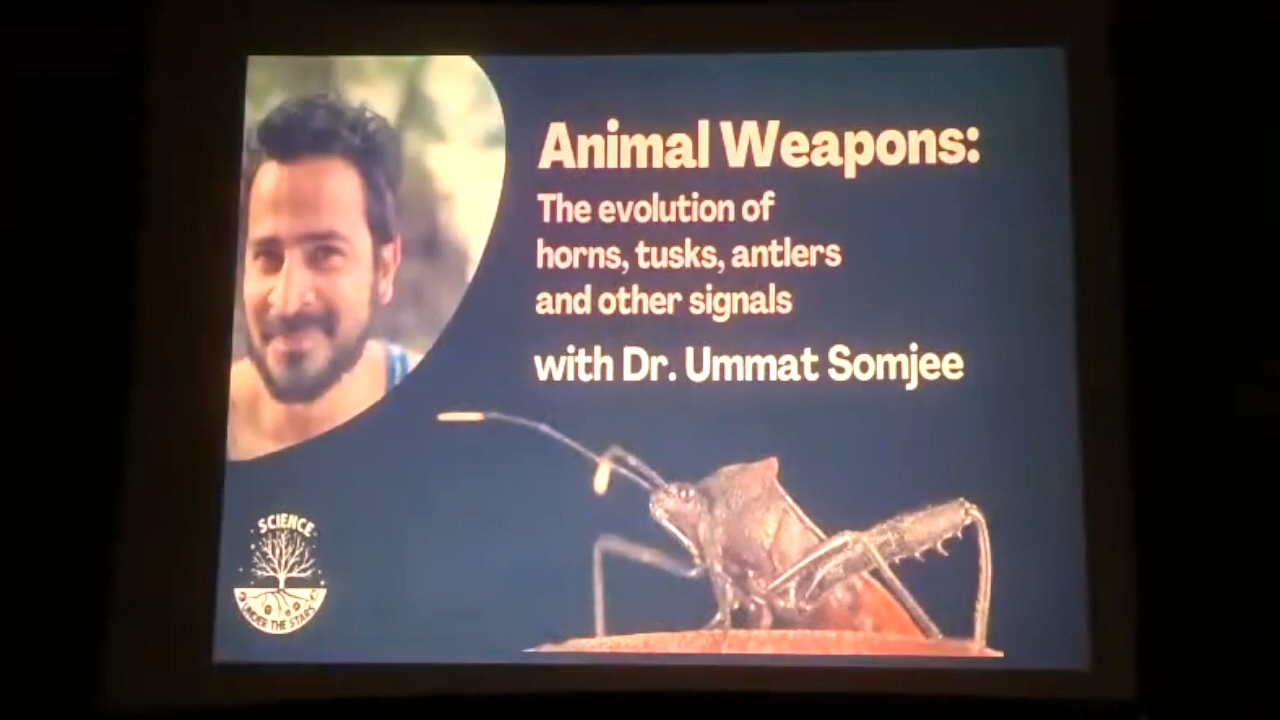 Animal Weapons:
The evolution of
horns, tusks, antlers
and other signals
with Dr. Ummat Somjee
SCIENCE
UNDER THE STARS